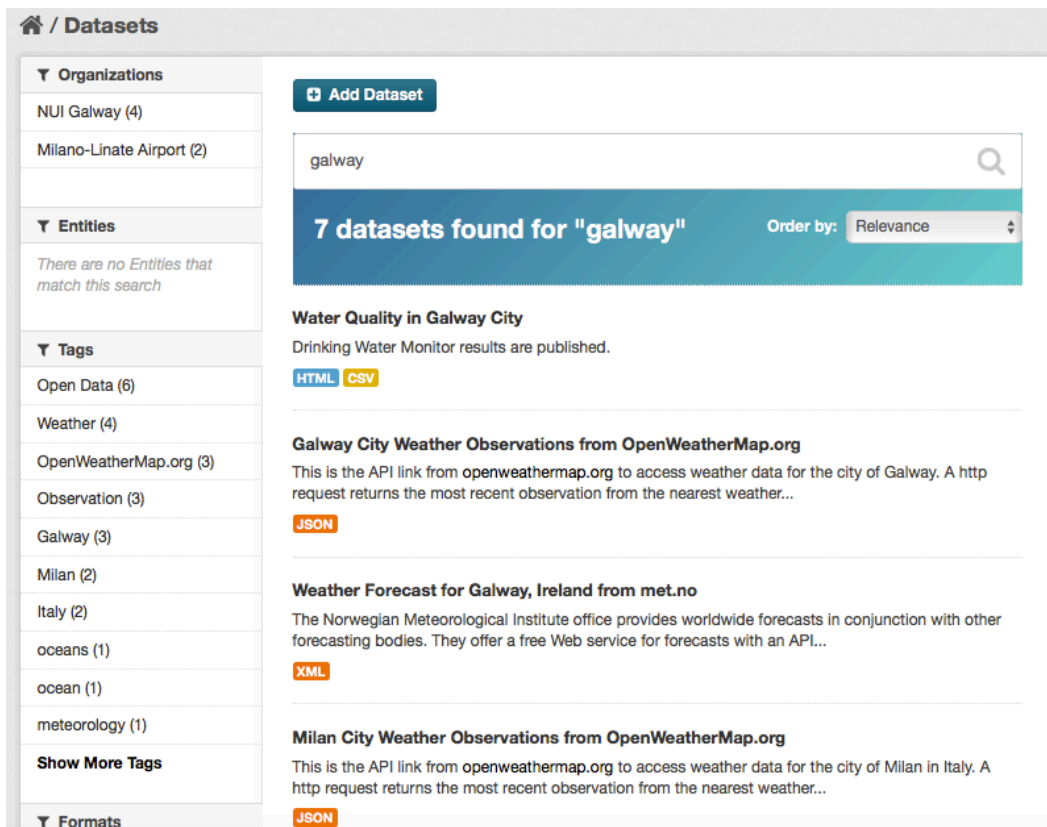 / Datasets
Organizations
NUI Galway (4)
Milano-Linate Airport (2)
Entities
There are no Entities that
match this search
Tags
Open Data (6)
Weather (4)
OpenWeatherMap.org (3)
Observation (3)
Galway (3)
Milan (2)
Italy (2)
oceans (1)
ocean (1)
meteorology (1)
Show More Tags
Formats
Add Dataset
galway
7 datasets found for "galway"
Order by: Relevance
Water Quality in Galway City
Drinking Water Monitor results are published.
HTML CSV
Galway City Weather Observations from OpenWeatherMap.org
This is the API link from openweathermap.org to access weather data for the city of Galway. A http
request returns the most recent observation from the nearest weather...
JSON
Weather Forecast for Galway, Ireland from met.no
The Norwegian Meteorological Institute office provides worldwide forecasts in conjunction with other
forecasting bodies. They offer a free Web service for forecasts with an API...
XML
Milan City Weather Observations from OpenWeatherMap.org
This is the API link from openweathermap.org to access weather data for the city of Milan in Italy. A
http request returns the most recent observation from the nearest weather...
JSON